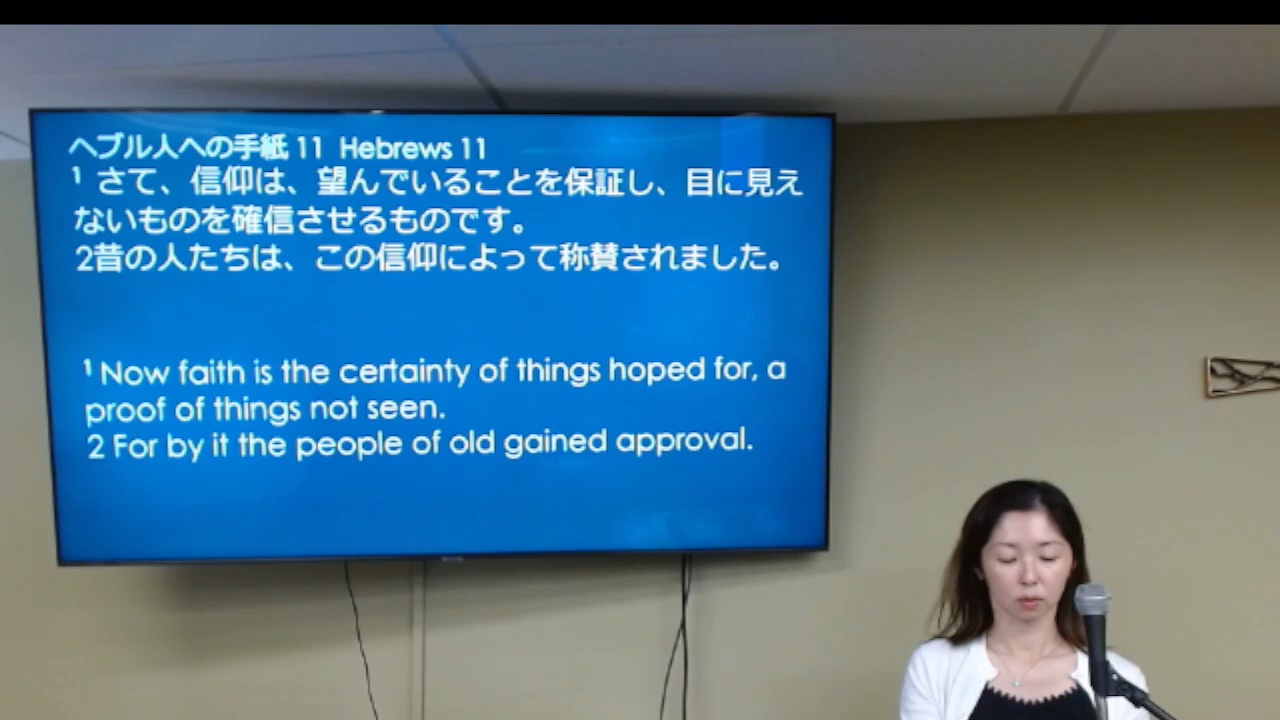 ヘブル人への手紙 11 Hebrews 11
1 さて、信仰は、望んでいることを保証し、目に見え
ないものを確信させるものです。
2昔の人たちは、この信仰によって称賛されました。
1 Now faith is the certainty of things hoped for, a
proof of things not seen.
2 For by it the people of old gained approval.